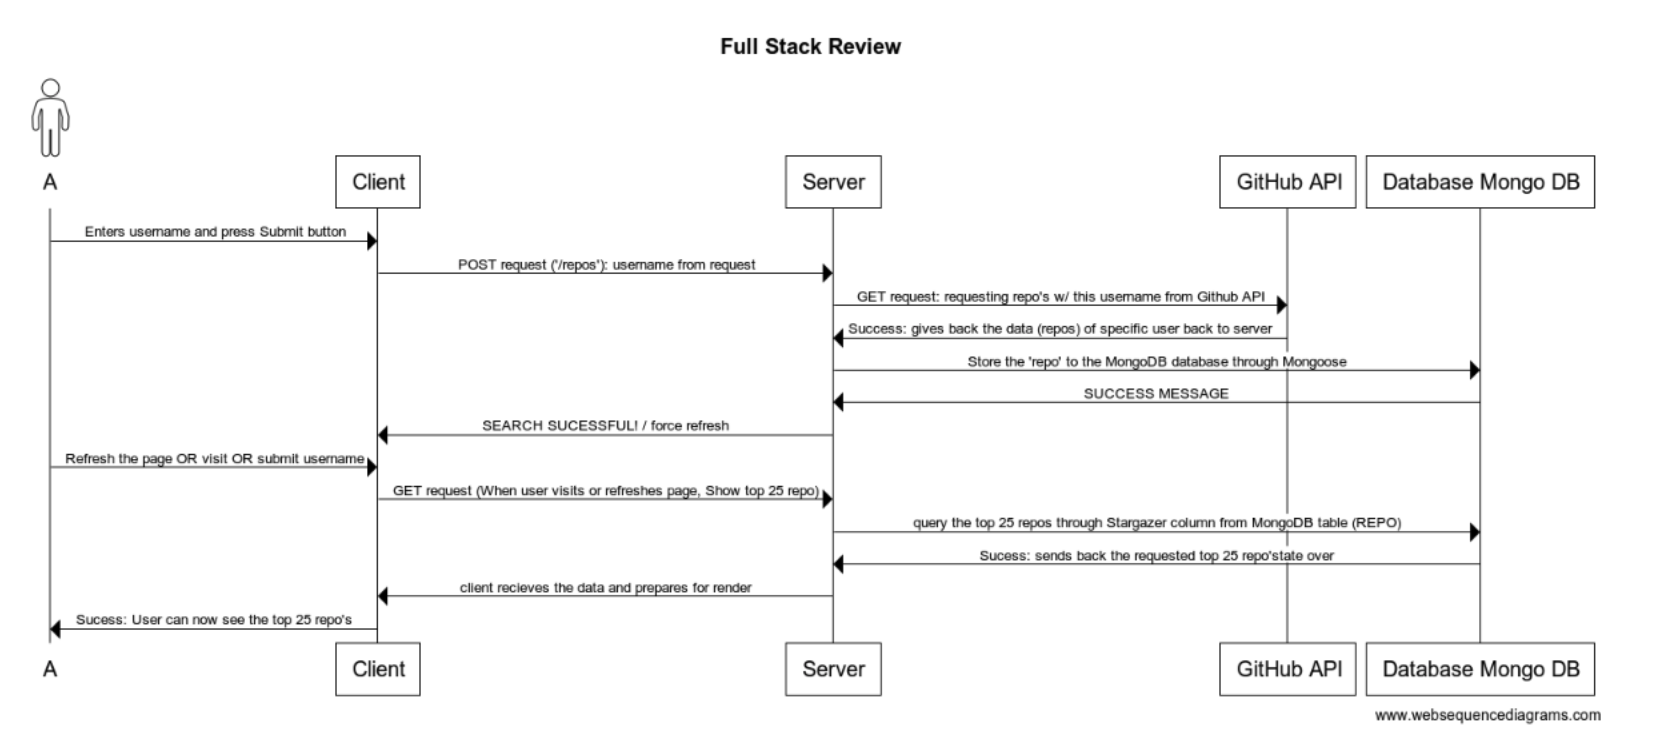 Full Stack Review
A
Client
Server
GitHub API
Database Mongo DB
Enters username and press Submit button
POST request ('/repos'): username from request
GET request: requesting repo's w/ this username from Github API
Success: gives back the data (repos) of specific user back to server
Store the 'repo' to the MongoDB database through Mongoose
SUCCESS MESSAGE
SEARCH SUCESSFUL! / force refresh
Refresh the page OR visit OR submit username
GET request (When user visits or refreshes page, Show top 25 repo)
query the top 25 repos through Stargazer column from MongoDB table (REPO)
Sucess: sends back the requested top 25 repo'state over
client recieves the data and prepares for render
Sucess: User can now see the top 25 repo's
A
Client
Server
GitHub API
Database Mongo DB
www.websequencediagrams.com